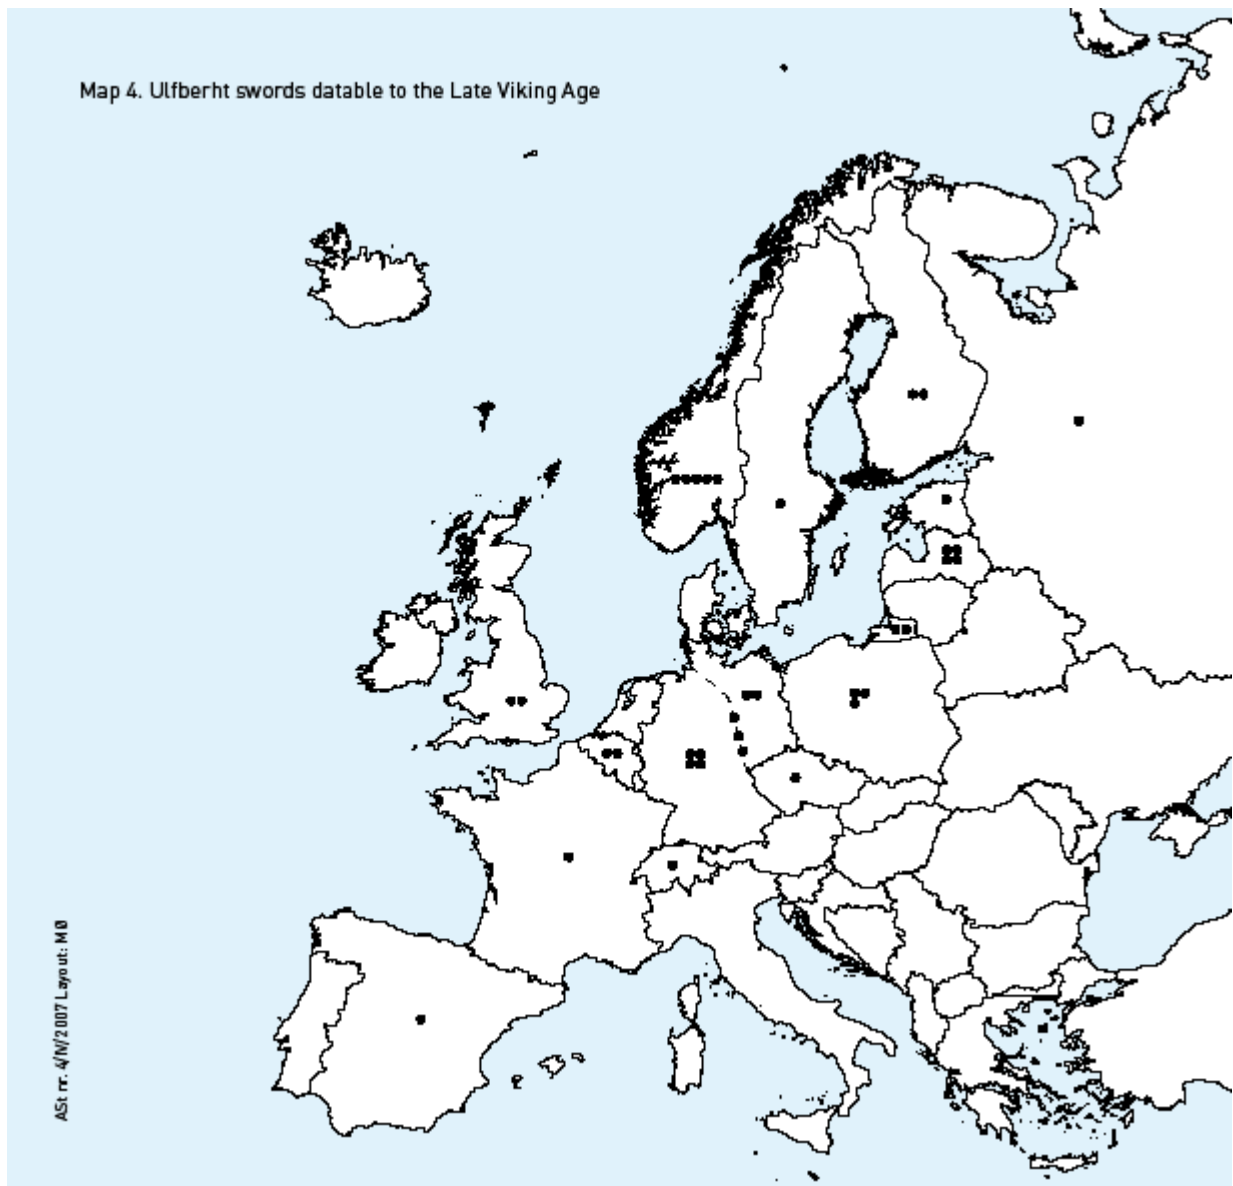 Map 4. Ulfberht swords datable to the Late Viking Age
ASt nr. 4/N/2007 Layout: MØ